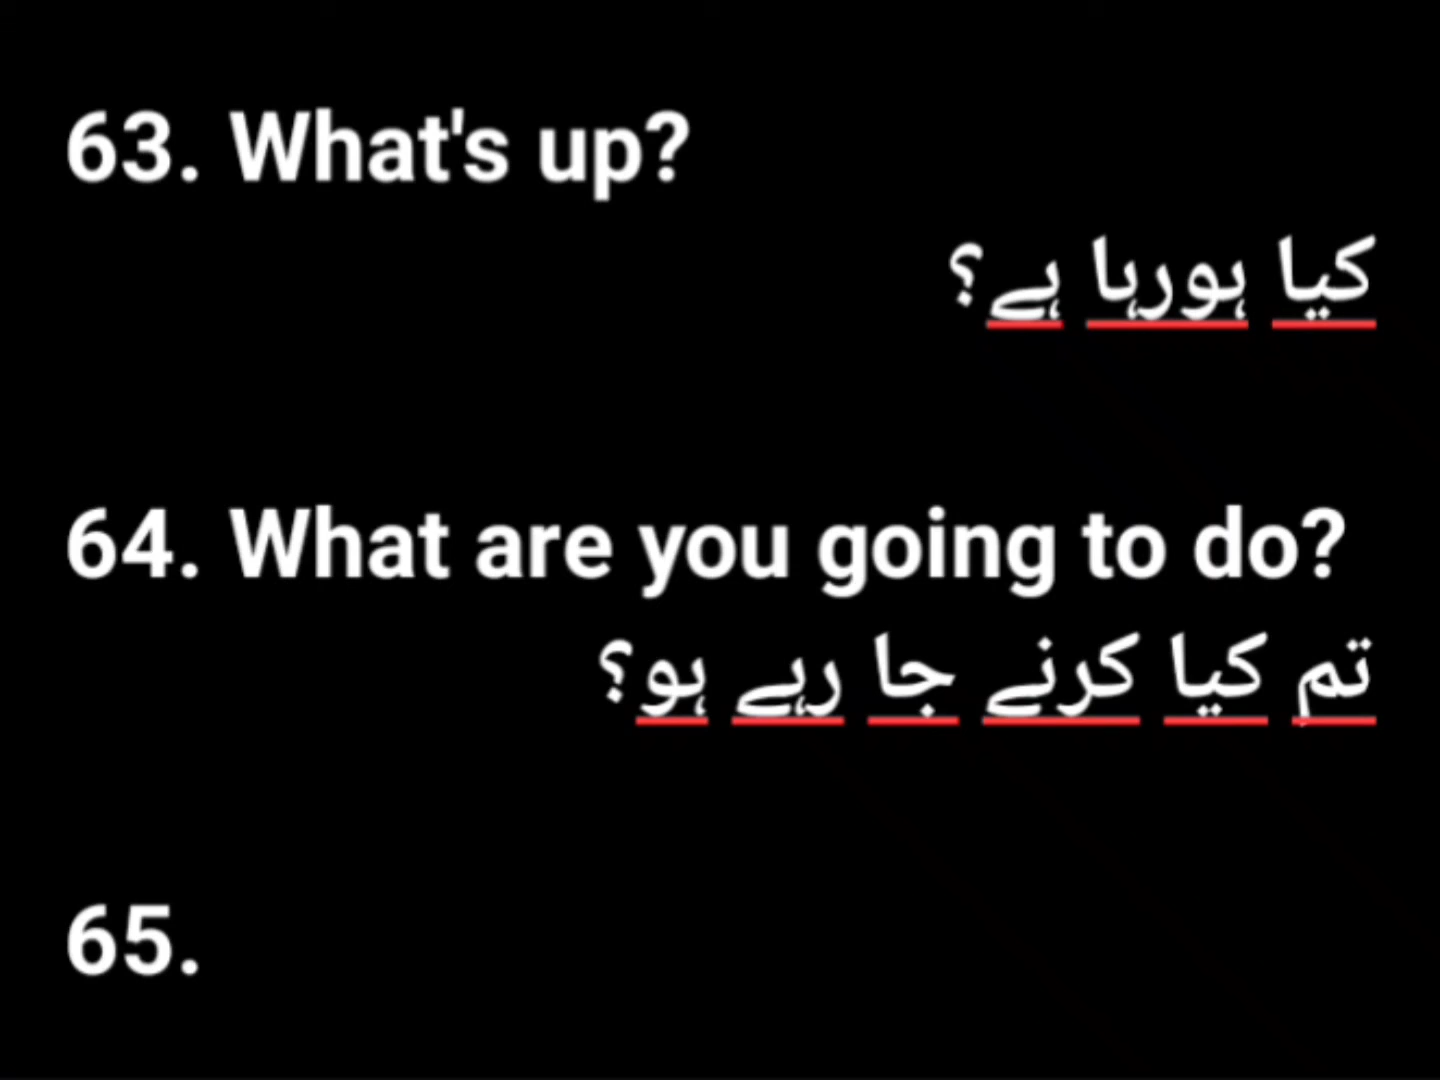 63. What's up?
کیا ہورہا ہے؟
64. What are you going to do?
تم کیا کرنے جا رہے ہو؟
65.